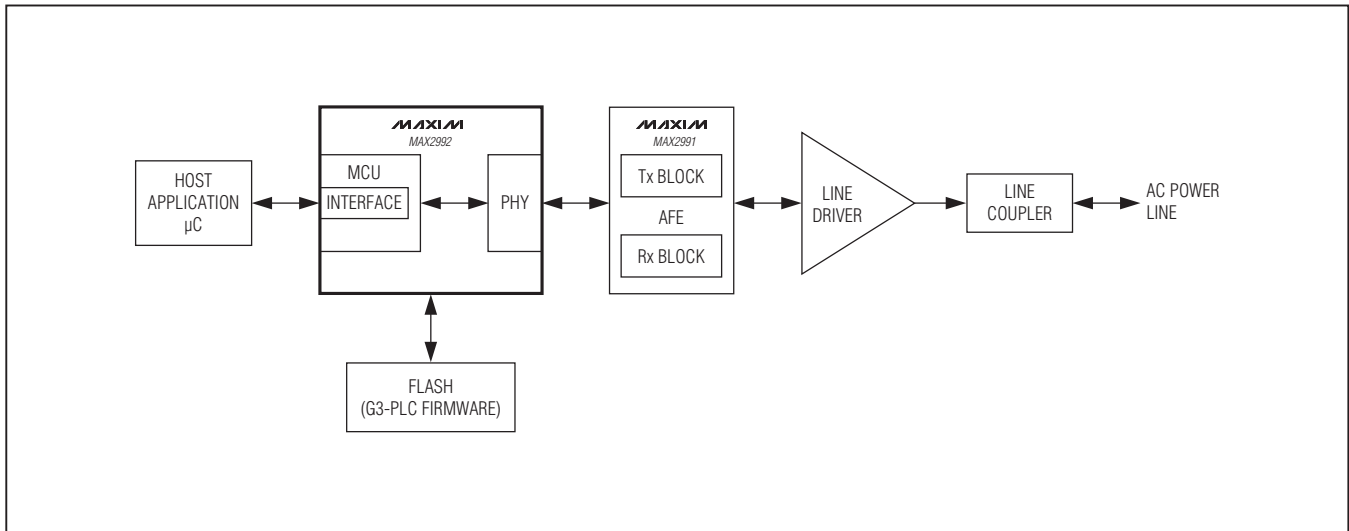 HOST
APPLICATION
µC
MAXIM
MAX2992
MCU
INTERFACE
PHY
FLASH
(G3-PLC FIRMWARE)
MAXIM
MAX2991
Tx BLOCK
AFE
Rx BLOCK
LINE
DRIVER
LINE
COUPLER
AC POWER
LINE